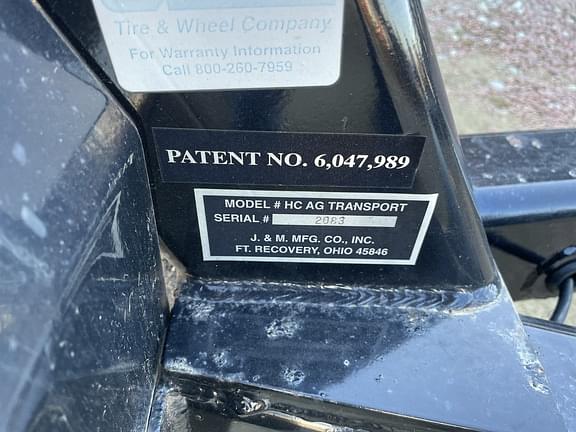 Tire & Wheel Company
For Warranty Information
Call 800-260-7959
PATENT NO. 6,047,989
MODEL # HC AG TRANSPORT
SERIAL # 2083
J. & M. MFG. CO., INC.
FT. RECOVERY, OHIO 45846